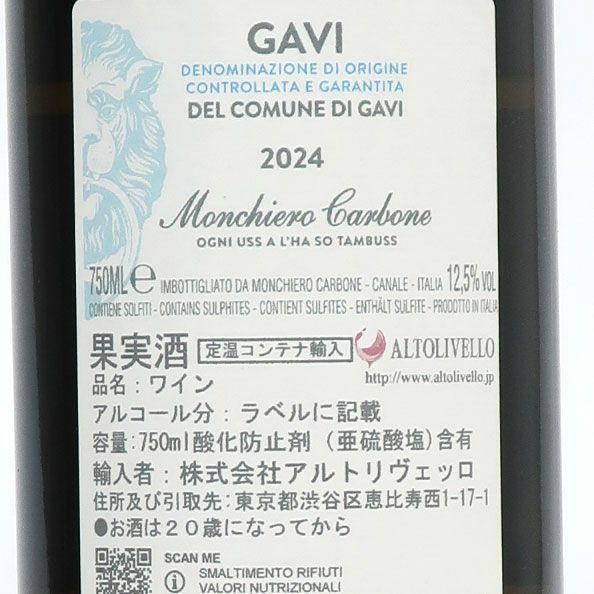 GAVI
DENOMINAZIONE DI ORIGINE
CONTROLLATA E GARANTITA
DEL COMUNE DI GAVI
2024
Monchiero Carbone
OGNI USS A L'HA SO TAMBUSS
750ML e IMBOTTIGLIATO DA MONCHIERO CARBONE - CANALE - ITALIA 12,5% VOL
CONTIENE SOLFITI - CONTAINS SULPHITES - CONTIENT SULFITES - ENTHÄLT SULFITE - PRODOTTO IN ITALIA
果実酒 定温コンテナ輸入 ALTOLIVELLO
品名:ワイン http://www.altolivello.jp
アルコール分:ラベルに記載
容量:750ml酸化防止剤(亜硫酸塩)含有
輸入者:株式会社アルトリヴェッロ
住所及び引取先:東京都渋谷区恵比寿西1-17-1
●お酒は20歳になってから
SCAN ME
SMALTIMENTO RIFIUTI
VALORI NUTRIZIONALI